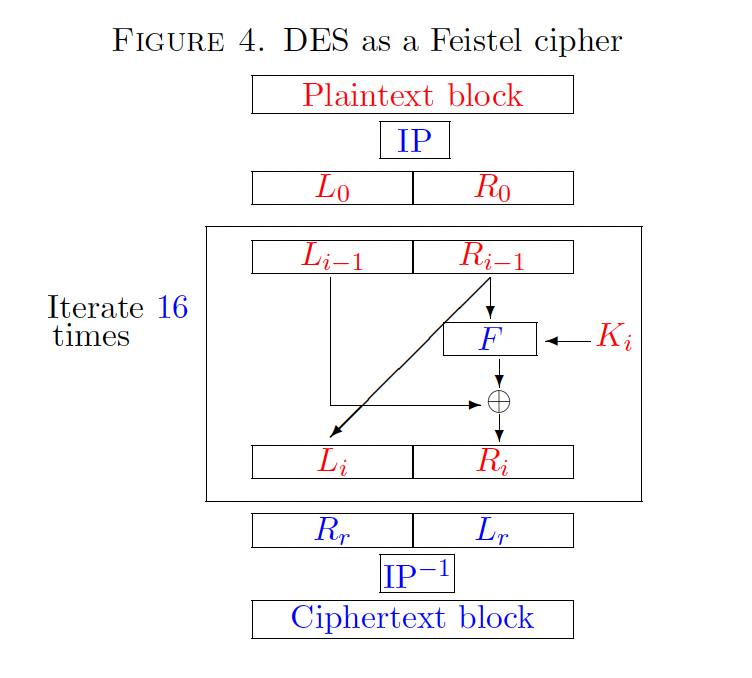 FIGURE 4. DES as a Feistel cipher
Plaintext block
IP
L₀ R₀
Lᵢ₋₁ Rᵢ₋₁
Iterate 16
times
F Kᵢ
⊕
Lᵢ Rᵢ
Rᵣ Lᵣ
IP⁻¹
Ciphertext block